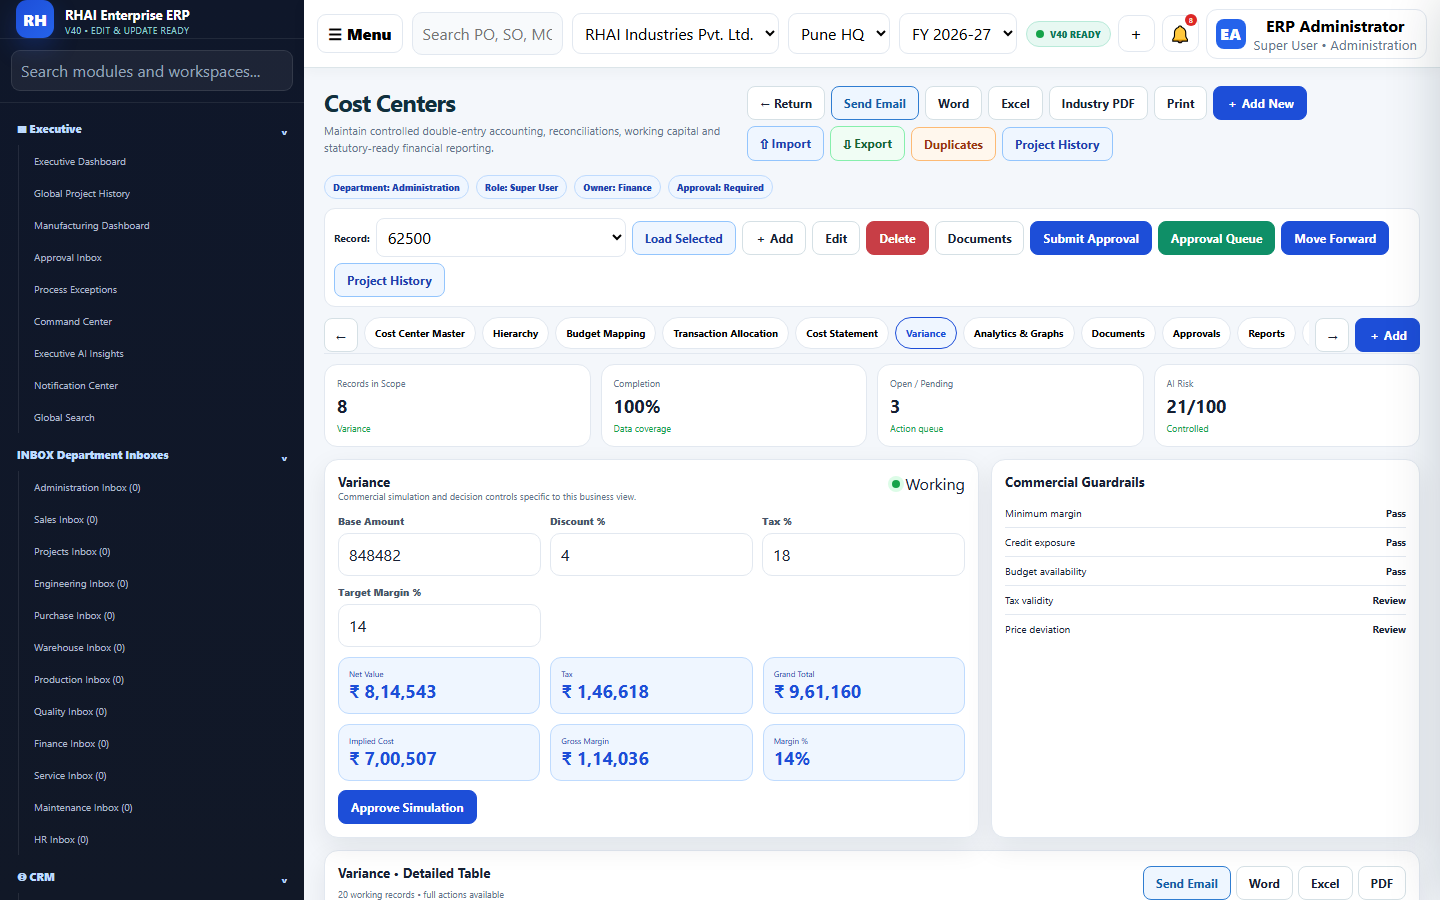 RH
RHAI Enterprise ERP
V40 • EDIT & UPDATE READY
Search modules and workspaces...
Executive
Executive Dashboard
Global Project History
Manufacturing Dashboard
Approval Inbox
Process Exceptions
Command Center
Executive AI Insights
Notification Center
Global Search
INBOX Department Inboxes
Administration Inbox (0)
Sales Inbox (0)
Projects Inbox (0)
Engineering Inbox (0)
Purchase Inbox (0)
Warehouse Inbox (0)
Production Inbox (0)
Quality Inbox (0)
Finance Inbox (0)
Service Inbox (0)
Maintenance Inbox (0)
HR Inbox (0)
CRM
☰ Menu
Search PO, SO, MO
RHAI Industries Pvt. Ltd.
Pune HQ
FY 2026-27
V40 READY
+
8
EA
ERP Administrator
Super User • Administration
Cost Centers
Maintain controlled double-entry accounting, reconciliations, working capital and
statutory-ready financial reporting.
← Return
Send Email
Word
Excel
Industry PDF
Print
+ Add New
⇧ Import
⇩ Export
Duplicates
Project History
Department: Administration
Role: Super User
Owner: Finance
Approval: Required
Record:
62500
Load Selected
+ Add
Edit
Delete
Documents
Submit Approval
Approval Queue
Move Forward
Project History
←
Cost Center Master
Hierarchy
Budget Mapping
Transaction Allocation
Cost Statement
Variance
Analytics & Graphs
Documents
Approvals
Reports
→
+ Add
Records in Scope
8
Variance
Completion
100%
Data coverage
Open / Pending
3
Action queue
AI Risk
21/100
Controlled
Variance
Commercial simulation and decision controls specific to this business view.
Working
Base Amount
848482
Discount %
4
Tax %
18
Target Margin %
14
Net Value
₹ 8,14,543
Tax
₹ 1,46,618
Grand Total
₹ 9,61,160
Implied Cost
₹ 7,00,507
Gross Margin
₹ 1,14,036
Margin %
14%
Approve Simulation
Commercial Guardrails
Minimum margin Pass
Credit exposure Pass
Budget availability Pass
Tax validity Review
Price deviation Review
Variance • Detailed Table
20 working records • full actions available
Send Email
Word
Excel
PDF